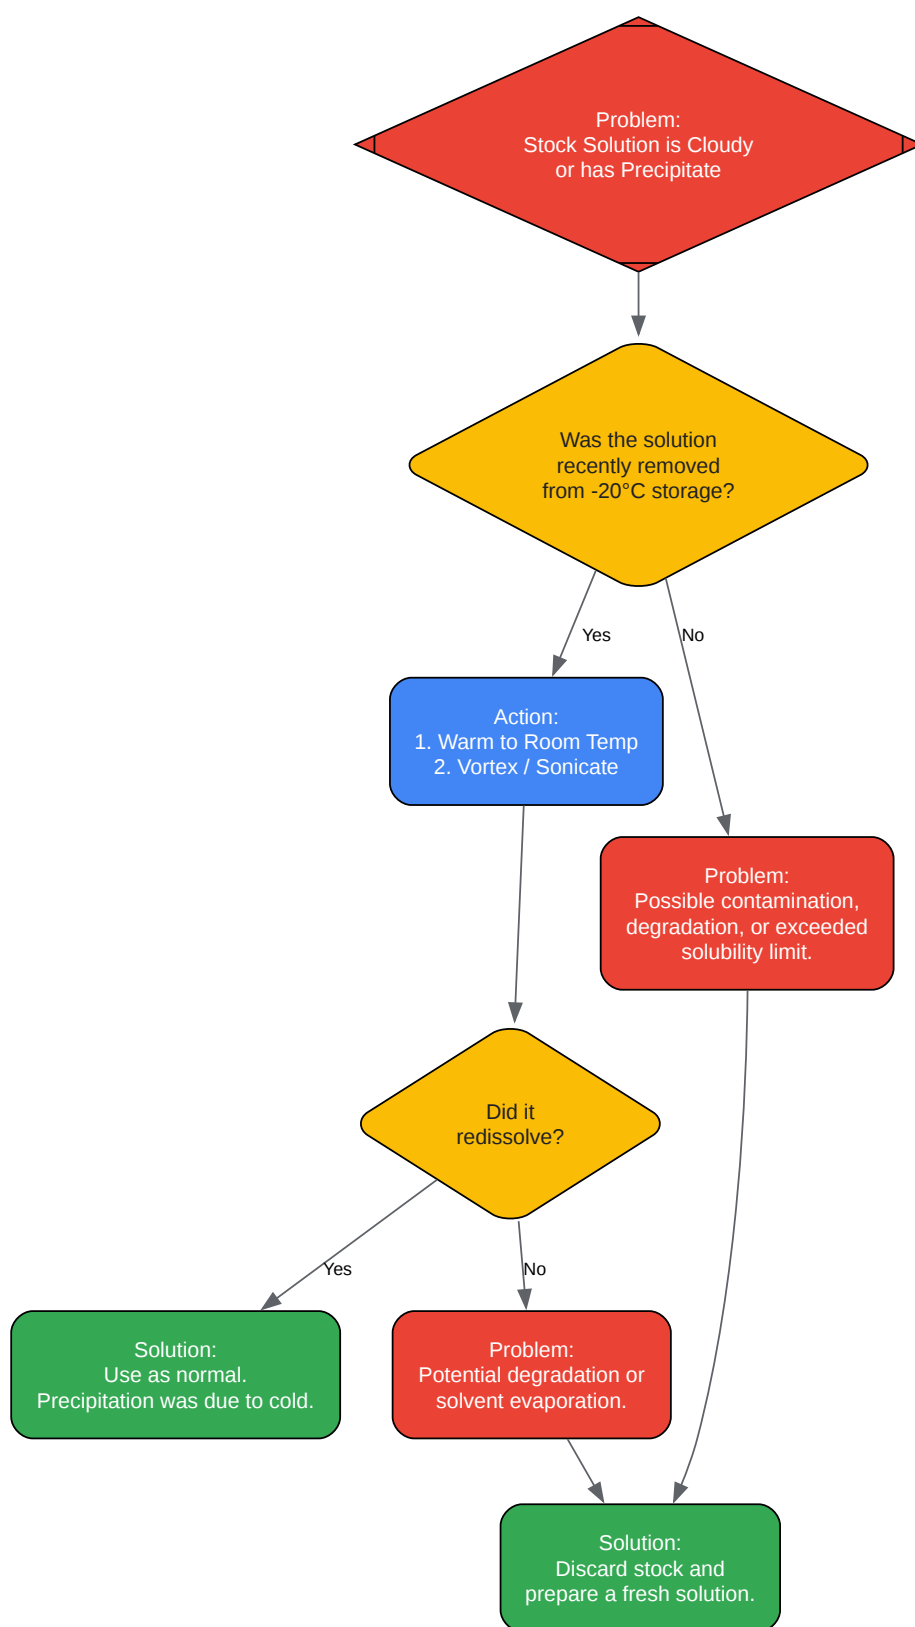 Problem:
Stock Solution is Cloudy
or has Precipitate
Was the solution
recently removed
from -20°C storage?
Yes
No
Action:
1. Warm to Room Temp
2. Vortex / Sonicate
Problem:
Possible contamination,
degradation, or exceeded
solubility limit.
Did it
redissolve?
Yes
No
Solution:
Use as normal.
Precipitation was due to cold.
Problem:
Potential degradation or
solvent evaporation.
Solution:
Discard stock and
prepare a fresh solution.